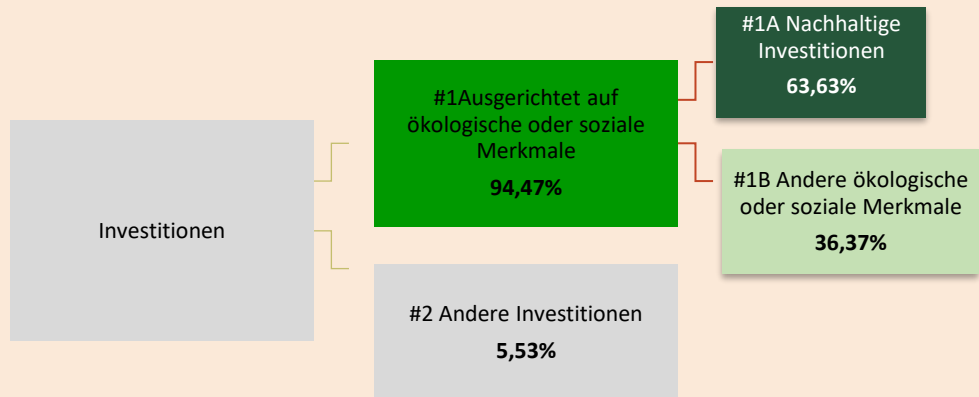 Investitionen
#1Ausgerichtet auf
ökologische oder soziale
Merkmale
94,47%
#2 Andere Investitionen
5,53%
#1A Nachhaltige
Investitionen
63,63%
#1B Andere ökologische
oder soziale Merkmale
36,37%